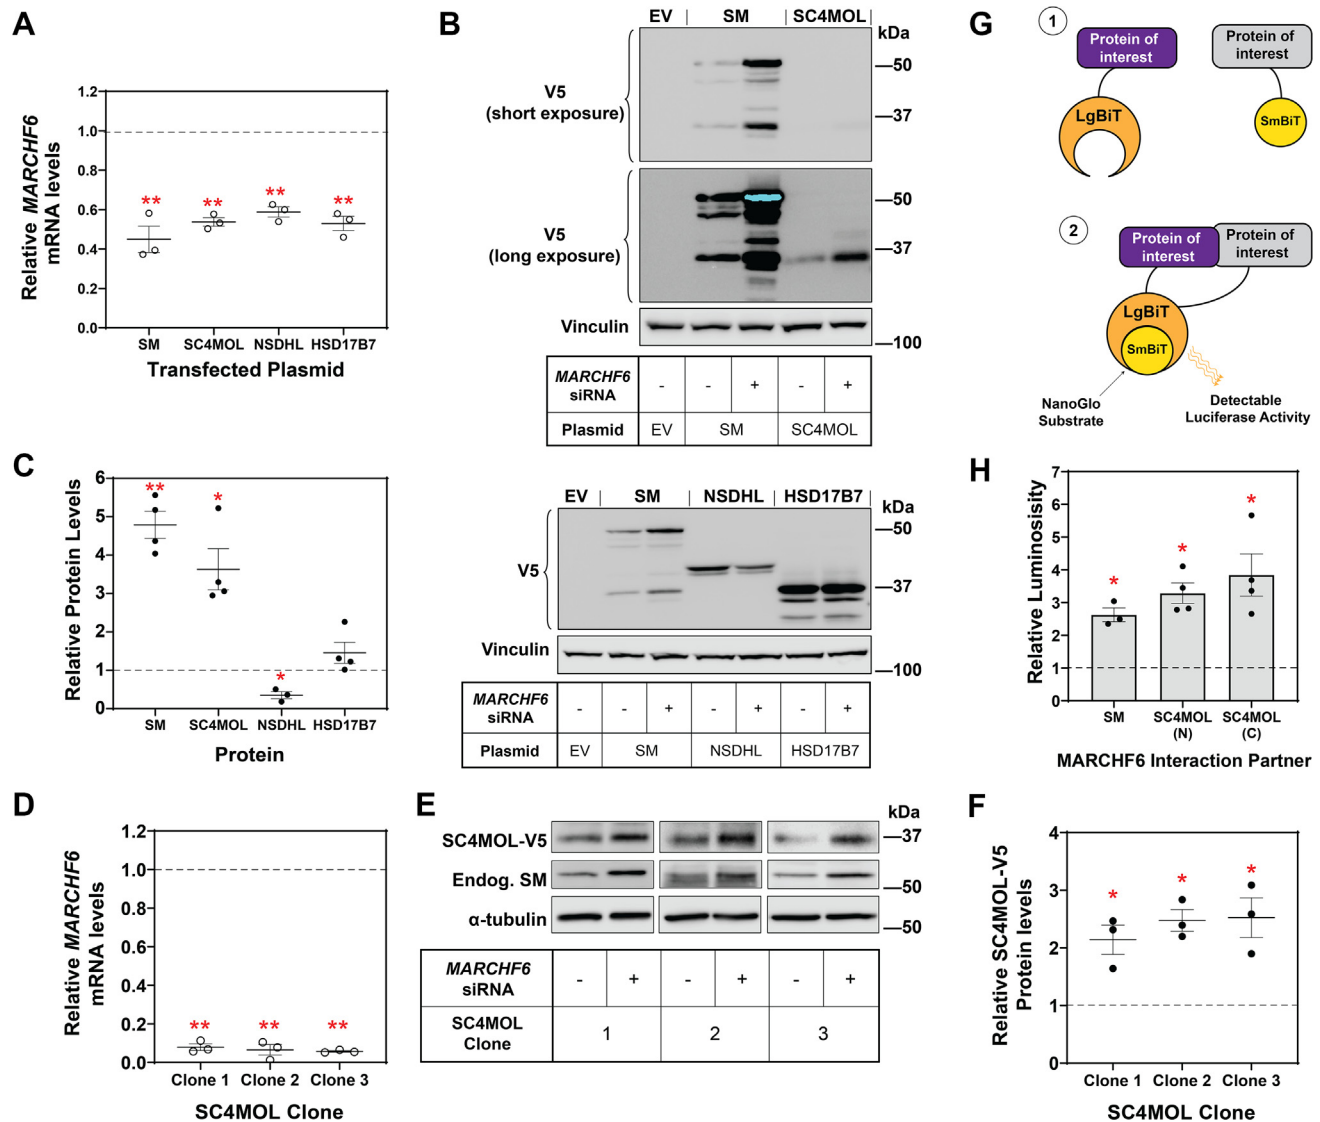 A
Relative MARCHF6
mRNA levels
1.2
1.0
0.8
0.6
0.4
0.2
0.0
** ** ** **
SM SC4MOL NSDHL HSD17B7
Transfected Plasmid
B
EV | SM | SC4MOL
kDa
V5
(short exposure)
—50
—37
V5
(long exposure)
—50
—37
Vinculin
—100
MARCHF6
siRNA
- - + - +
Plasmid EV SM SC4MOL
EV | SM | NSDHL | HSD17B7
kDa
V5
—50
—37
Vinculin
—100
MARCHF6
siRNA
- - + - + - +
Plasmid EV SM NSDHL HSD17B7
C
Relative Protein Levels
6
5
4
3
2
1
0
** * *
SM SC4MOL NSDHL HSD17B7
Protein
D
Relative MARCHF6
mRNA levels
1.2
1.0
0.8
0.6
0.4
0.2
0.0
** ** **
Clone 1 Clone 2 Clone 3
SC4MOL Clone
E
kDa
SC4MOL-V5 —37
Endog. SM —50
α-tubulin —50
MARCHF6
siRNA
- + - + - +
SC4MOL
Clone
1 2 3
G
1
Protein of
interest
LgBiT
Protein of
interest
SmBiT
2
Protein of
interest
Protein of
interest
LgBiT
SmBiT
NanoGlo
Substrate
Detectable
Luciferase Activity
H
Relative Luminosisity
7
6
5
4
3
2
1
0
* * *
SM SC4MOL SC4MOL
(N) (C)
MARCHF6 Interaction Partner
F
Relative SC4MOL-V5
Protein levels
4
3
2
1
0
* * *
Clone 1 Clone 2 Clone 3
SC4MOL Clone